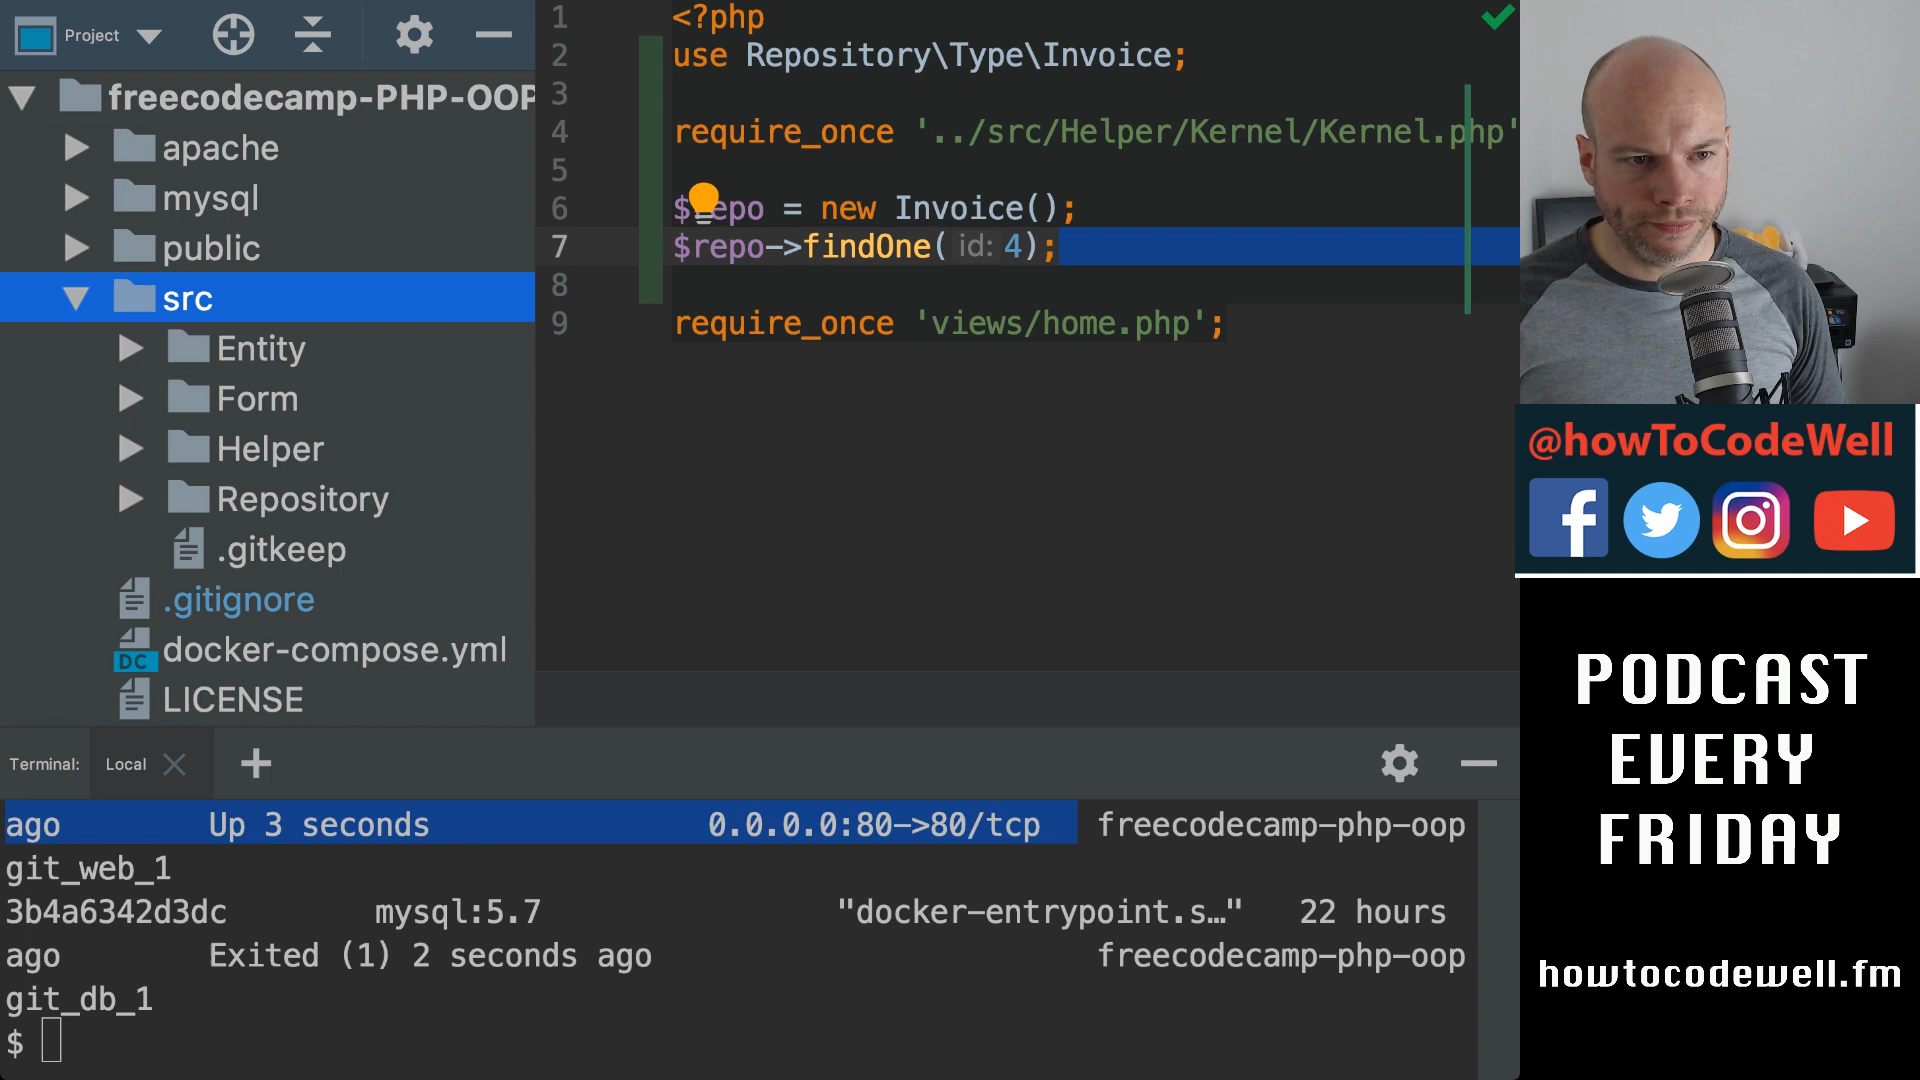 Project
freecodecamp-PHP-OOP
apache
mysql
public
src
Entity
Form
Helper
Repository
.gitkeep
.gitignore
DC docker-compose.yml
LICENSE
1 <?php
2 use Repository\Type\Invoice;
3
4 require_once '../src/Helper/Kernel/Kernel.php'
5
6 $repo = new Invoice();
7 $repo->findOne( id: 4);
8
9 require_once 'views/home.php';
Terminal: Local
ago Up 3 seconds 0.0.0.0:80->80/tcp freecodecamp-php-oop
git_web_1
3b4a6342d3dc mysql:5.7 "docker-entrypoint.s…" 22 hours
ago Exited (1) 2 seconds ago freecodecamp-php-oop
git_db_1
$
@howToCodeWell
PODCAST
EVERY
FRIDAY
howtocodewell.fm